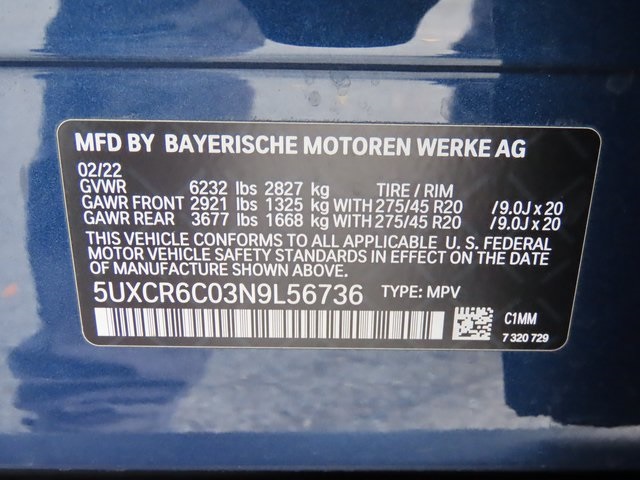 MFD BY BAYERISCHE MOTOREN WERKE AG
02/22
GVWR 6232 lbs 2827 kg TIRE / RIM
GAWR FRONT 2921 lbs 1325 kg WITH 275/45 R20 / 9.0J x 20
GAWR REAR 3677 lbs 1668 kg WITH 275/45 R20 / 9.0J x 20
THIS VEHICLE CONFORMS TO ALL APPLICABLE U. S. FEDERAL
MOTOR VEHICLE SAFETY STANDARDS IN EFFECT ON THE DATE
OF MANUFACTURE SHOWN ABOVE.
5UXCR6C03N9L56736 TYPE: MPV
C1MM
7 320 729